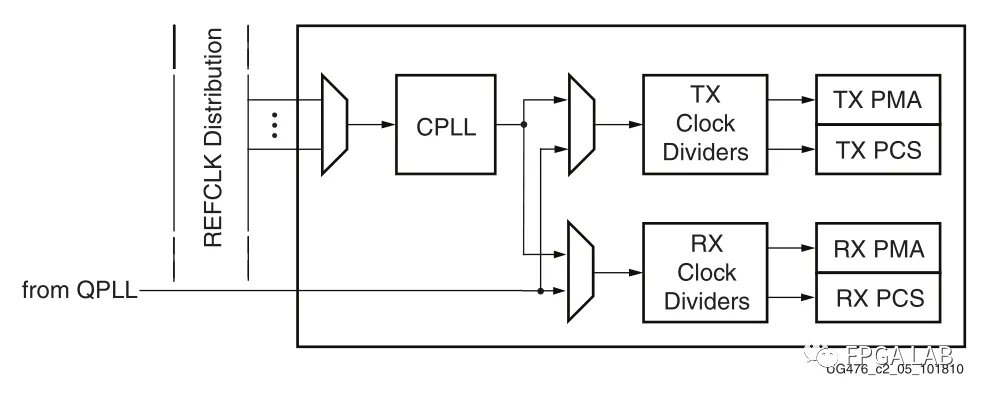 REFCLK Distribution
CPLL
TX
Clock
Dividers
TX PMA
TX PCS
RX
Clock
Dividers
RX PMA
RX PCS
from QPLL
FPGA LAB
UG476_c2_05_101810